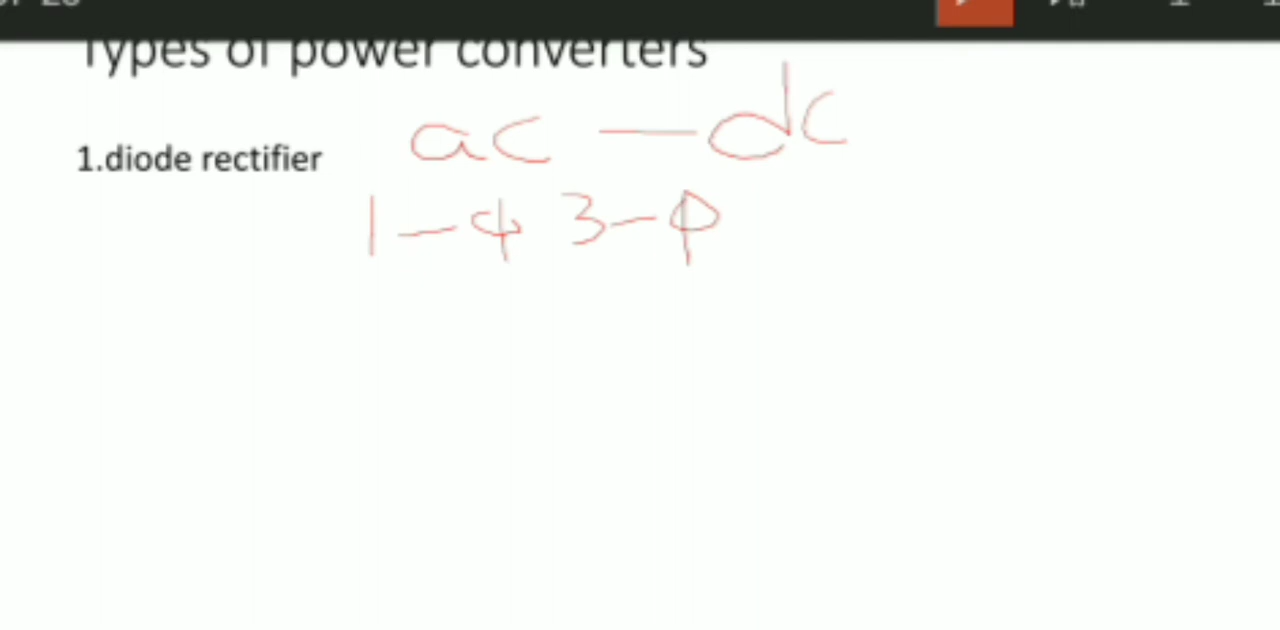 Types of power converters
ac — dc
1.diode rectifier
1-ф 3-ф